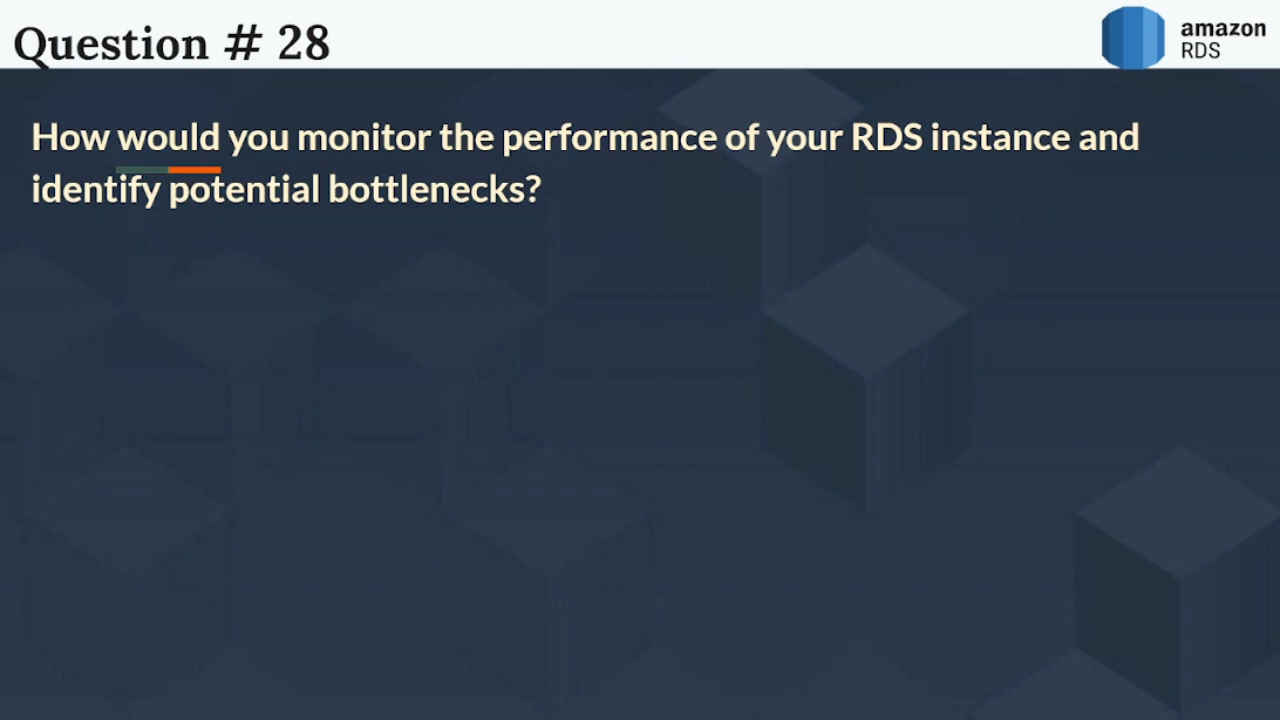 Question # 28
amazon
RDS
How would you monitor the performance of your RDS instance and
identify potential bottlenecks?